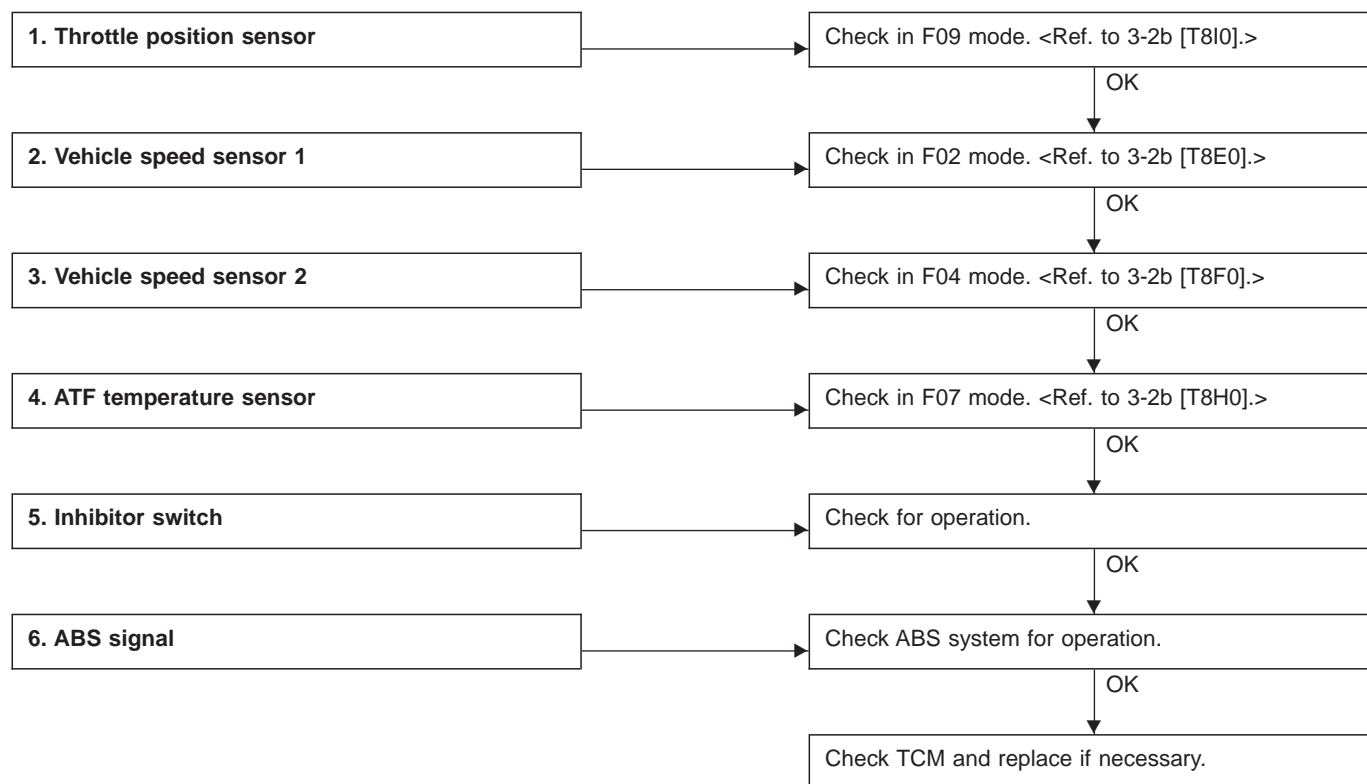 1. Throttle position sensor
Check in F09 mode. <Ref. to 3-2b [T8I0].>
OK
2. Vehicle speed sensor 1
Check in F02 mode. <Ref. to 3-2b [T8E0].>
OK
3. Vehicle speed sensor 2
Check in F04 mode. <Ref. to 3-2b [T8F0].>
OK
4. ATF temperature sensor
Check in F07 mode. <Ref. to 3-2b [T8H0].>
OK
5. Inhibitor switch
Check for operation.
OK
6. ABS signal
Check ABS system for operation.
OK
Check TCM and replace if necessary.